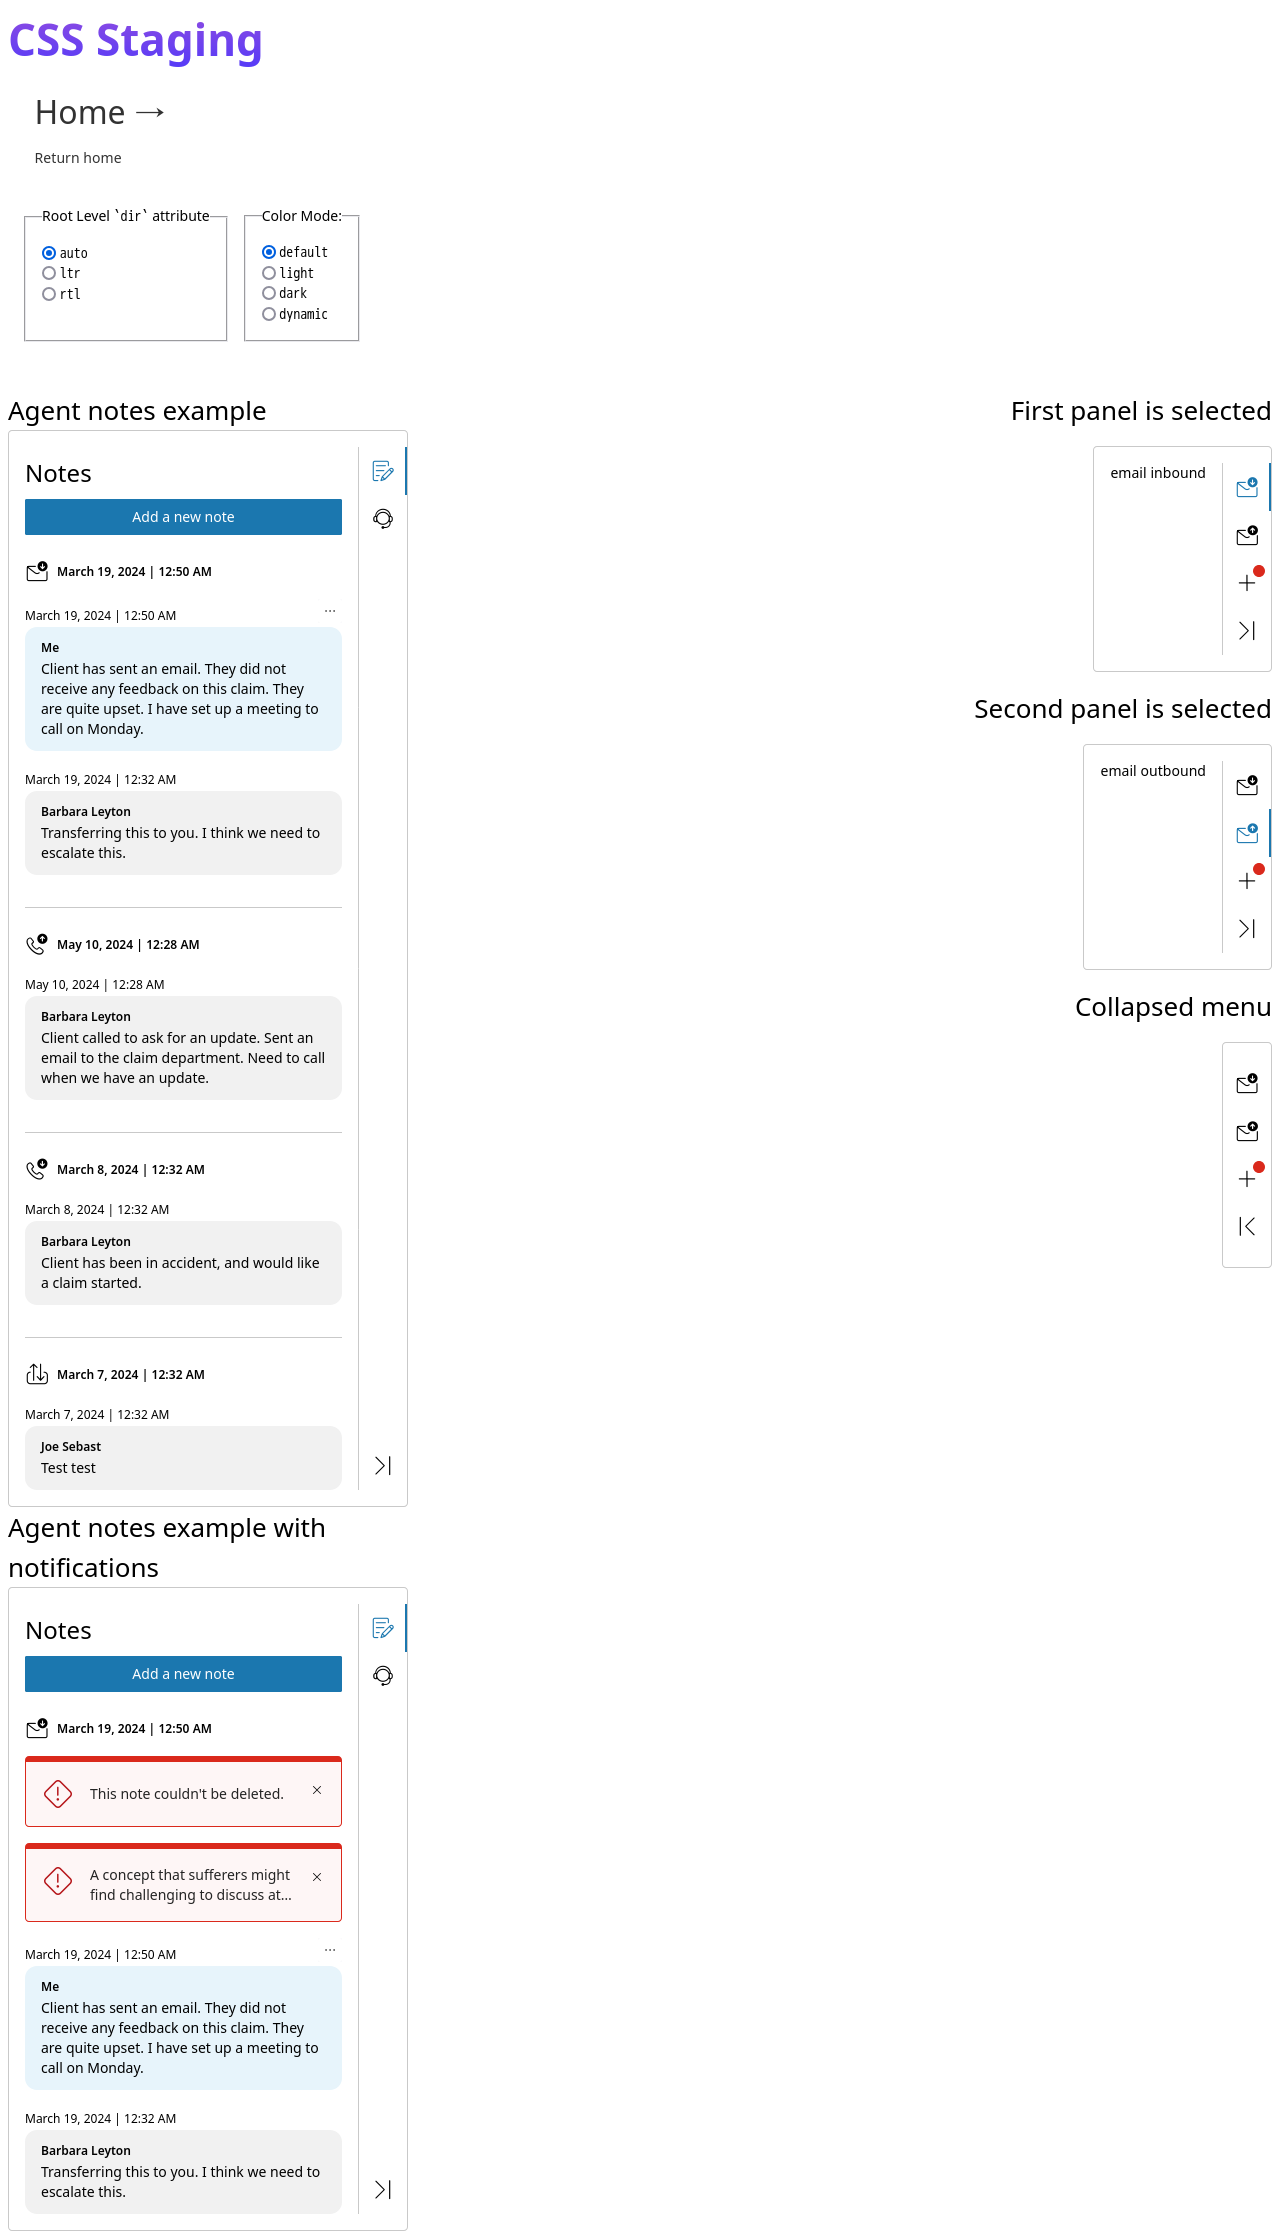 CSS Staging
Home →
Return home
Root Level `dir` attribute
auto
ltr
rtl
Color Mode:
default
light
dark
dynamic
Agent notes example
Notes
Add a new note
March 19, 2024 | 12:50 AM
March 19, 2024 | 12:50 AM
...
Me
Client has sent an email. They did not
receive any feedback on this claim. They
are quite upset. I have set up a meeting to
call on Monday.
March 19, 2024 | 12:32 AM
Barbara Leyton
Transferring this to you. I think we need to
escalate this.
May 10, 2024 | 12:28 AM
May 10, 2024 | 12:28 AM
Barbara Leyton
Client called to ask for an update. Sent an
email to the claim department. Need to call
when we have an update.
March 8, 2024 | 12:32 AM
March 8, 2024 | 12:32 AM
Barbara Leyton
Client has been in accident, and would like
a claim started.
March 7, 2024 | 12:32 AM
March 7, 2024 | 12:32 AM
Joe Sebast
Test test
Agent notes example with
notifications
Notes
Add a new note
March 19, 2024 | 12:50 AM
This note couldn't be deleted.
A concept that sufferers might
find challenging to discuss at...
March 19, 2024 | 12:50 AM
...
Me
Client has sent an email. They did not
receive any feedback on this claim. They
are quite upset. I have set up a meeting to
call on Monday.
March 19, 2024 | 12:32 AM
Barbara Leyton
Transferring this to you. I think we need to
escalate this.
First panel is selected
email inbound
Second panel is selected
email outbound
Collapsed menu